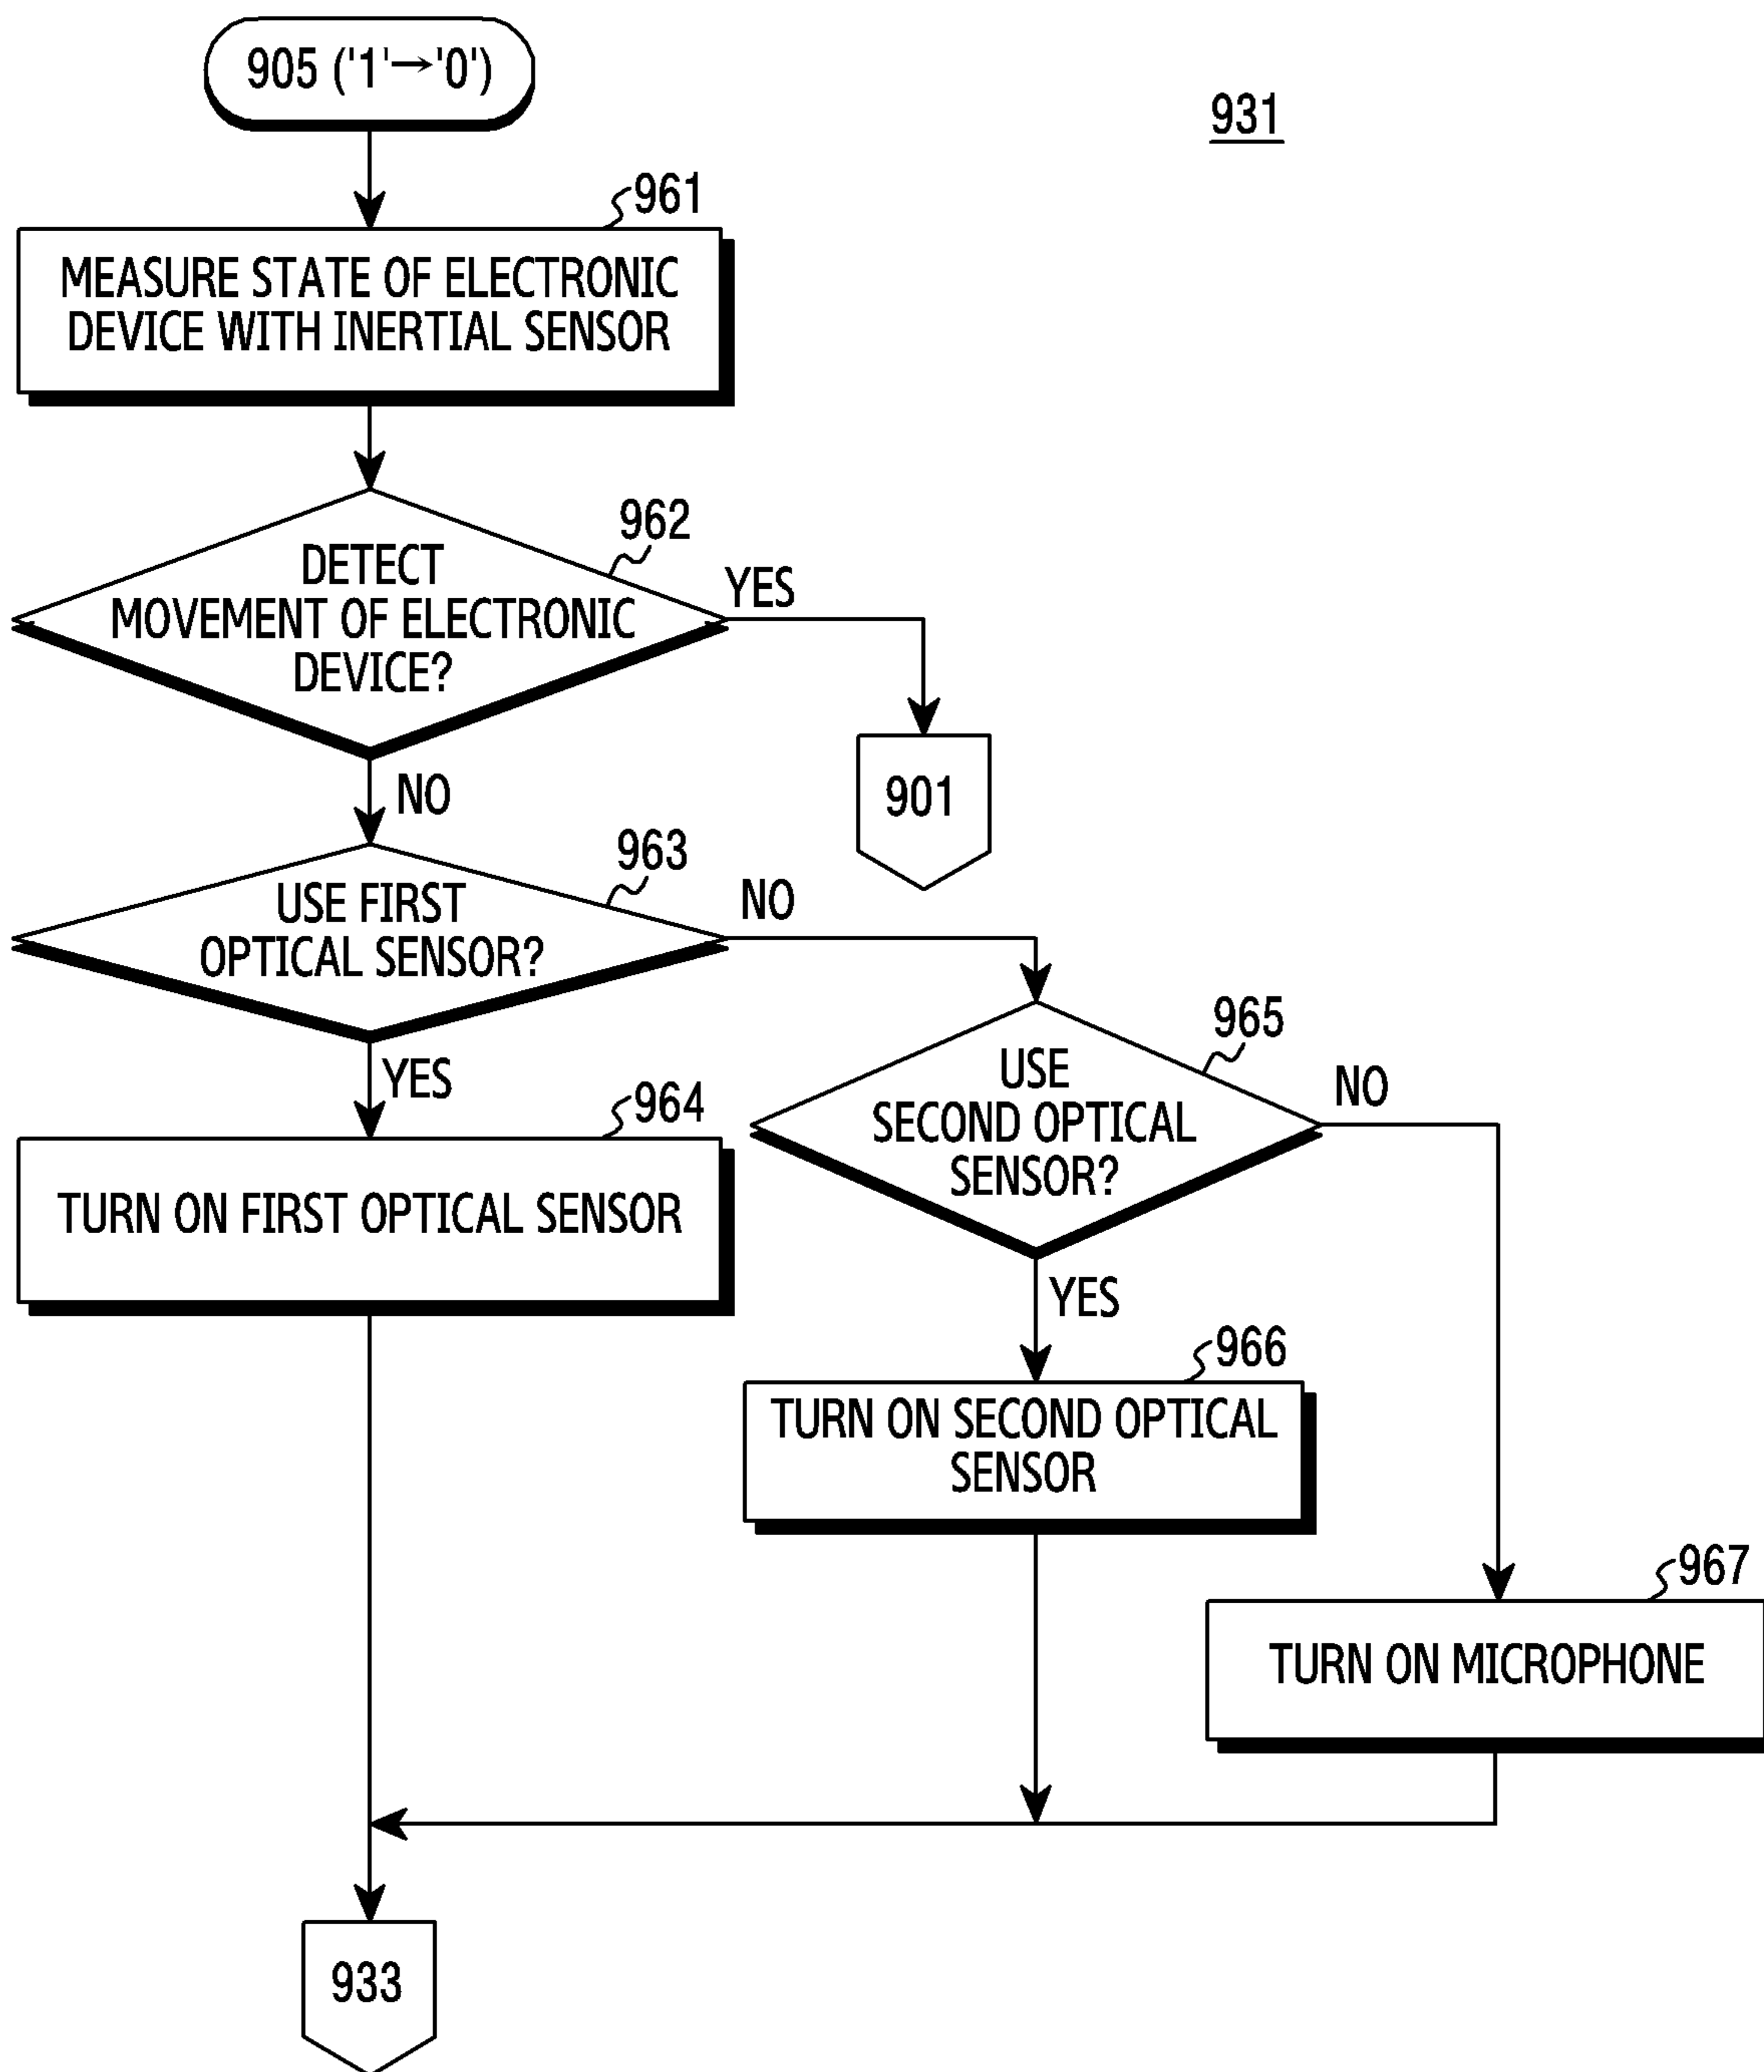 905 ('1'→'0')
931
961
MEASURE STATE OF ELECTRONIC
DEVICE WITH INERTIAL SENSOR
962
DETECT
MOVEMENT OF ELECTRONIC
DEVICE?
YES
901
NO
963
USE FIRST
OPTICAL SENSOR?
NO
965
USE
SECOND OPTICAL
SENSOR?
NO
YES
964
TURN ON FIRST OPTICAL SENSOR
YES
966
TURN ON SECOND OPTICAL
SENSOR
967
TURN ON MICROPHONE
933